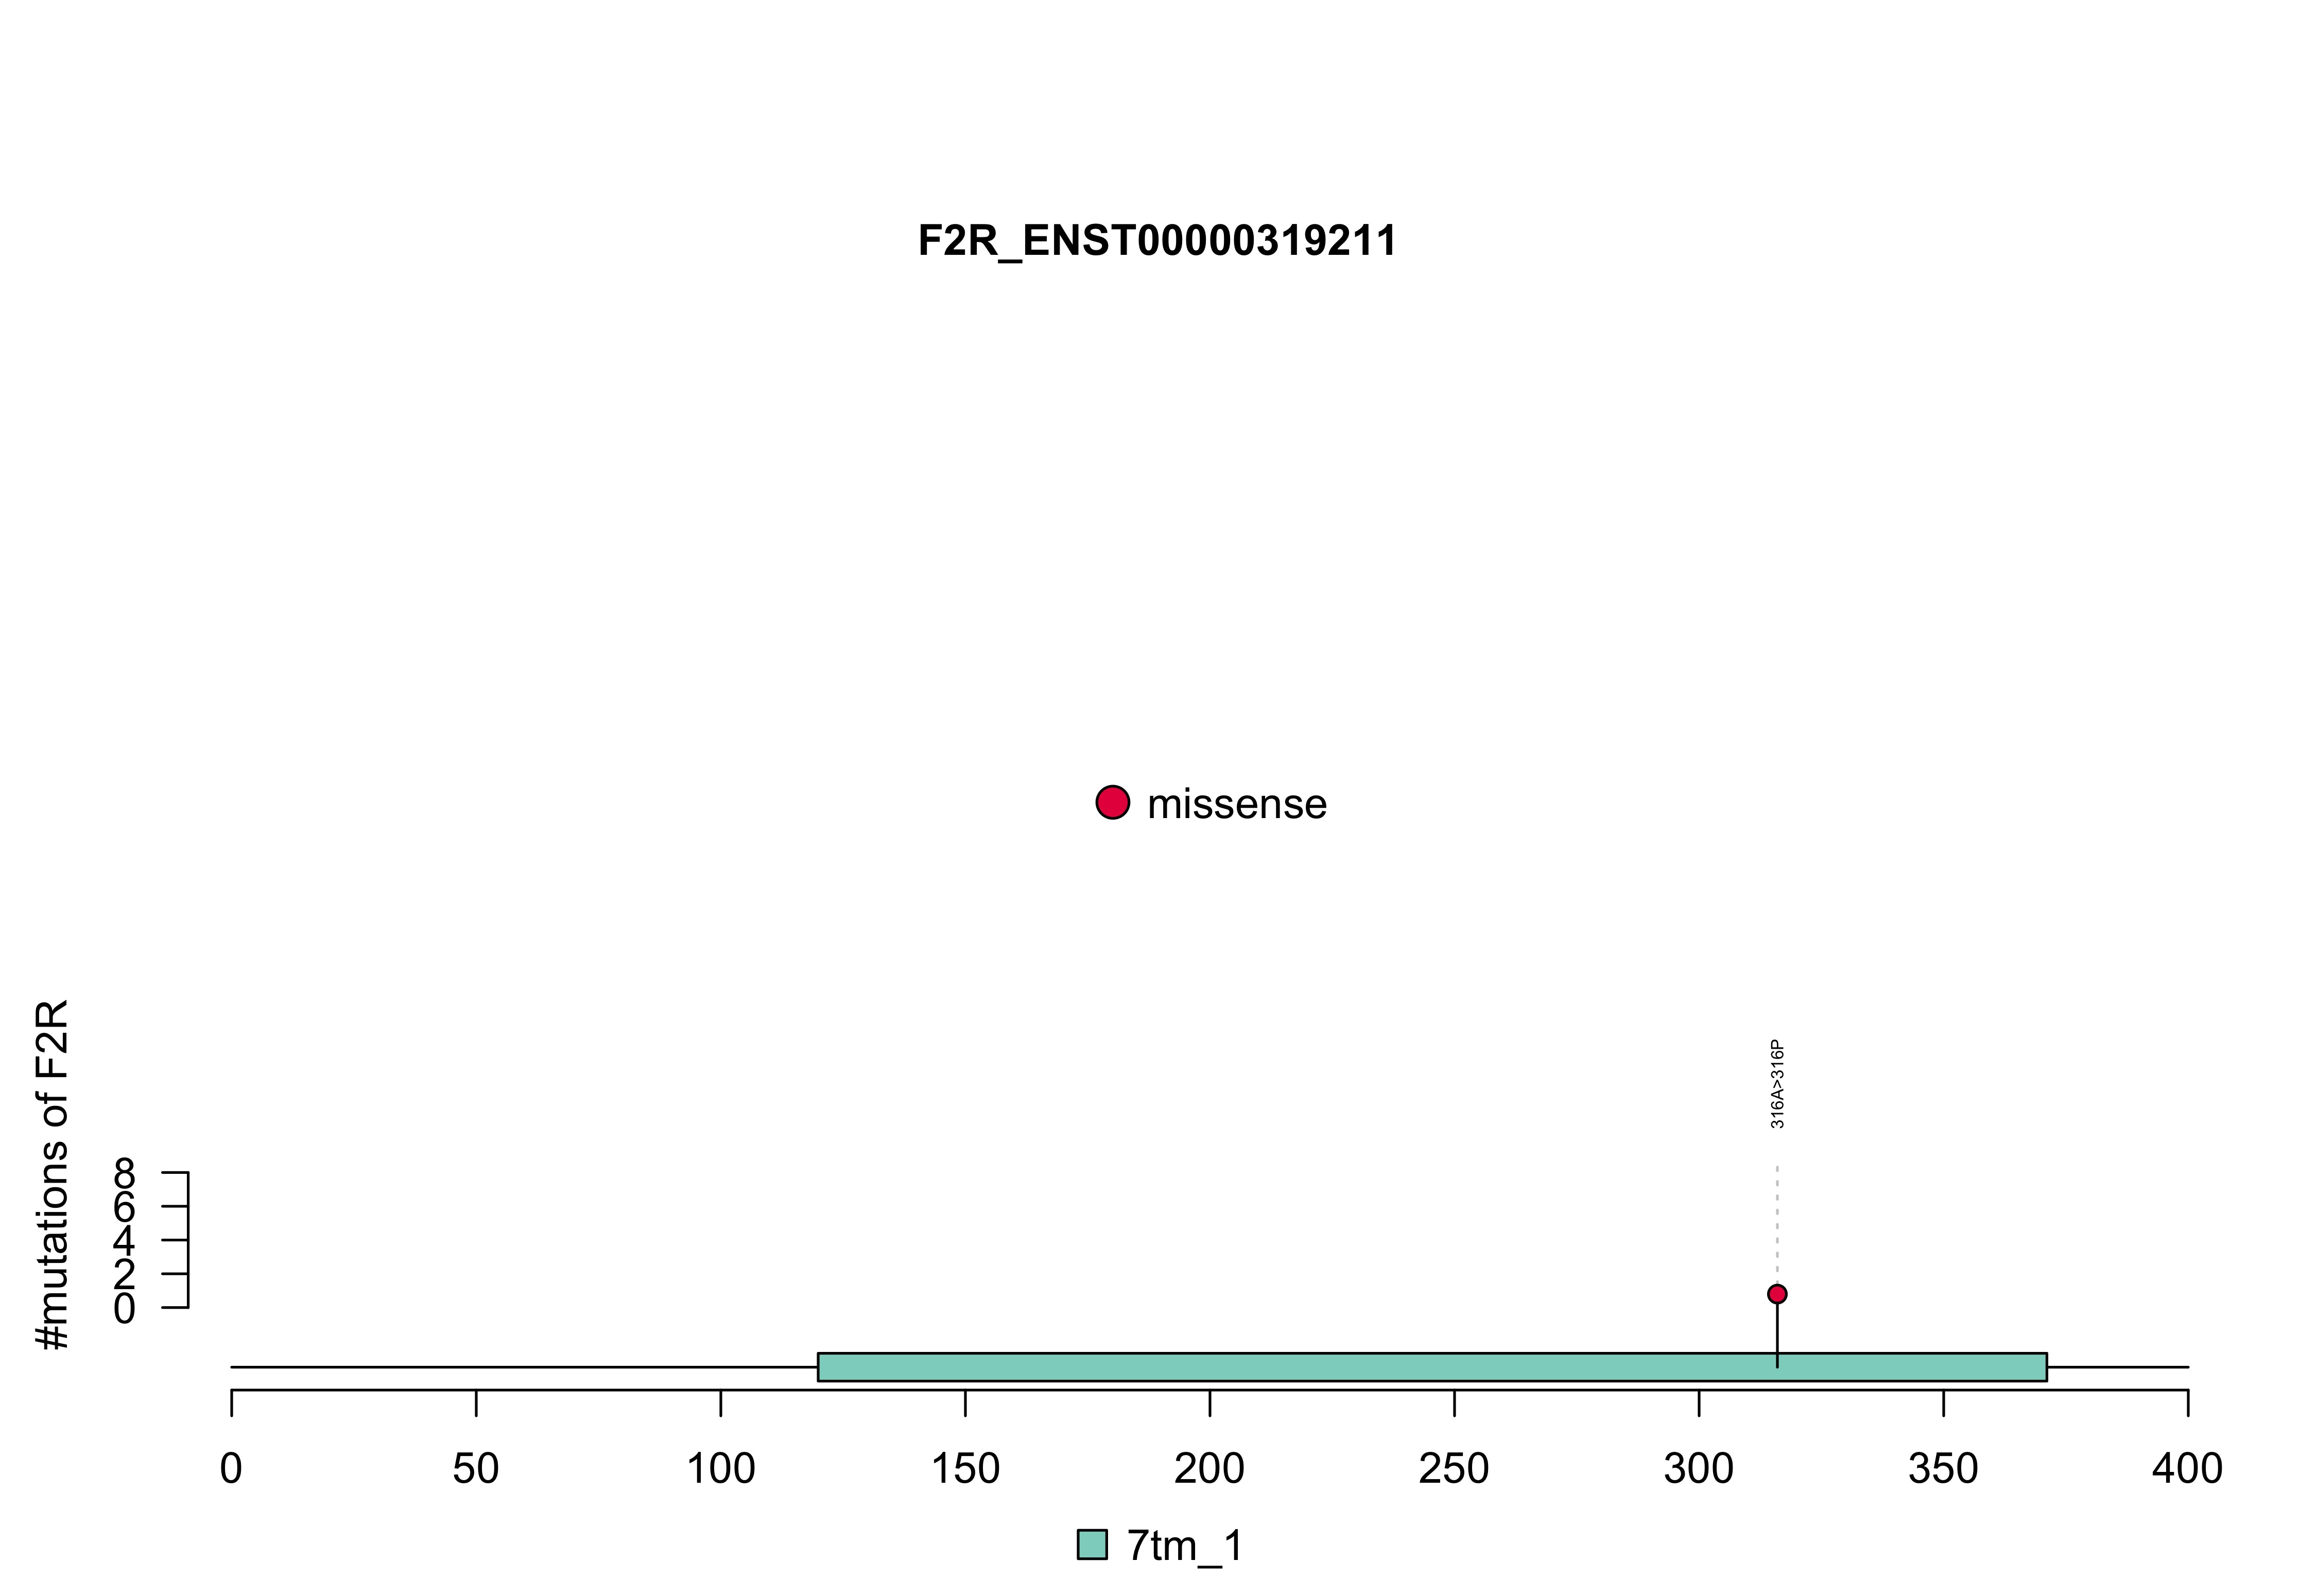 F2R_ENST00000319211
missense
#mutations of F2R
316A>316P
8
6
4
2
0
0 50 100 150 200 250 300 350 400
7tm_1